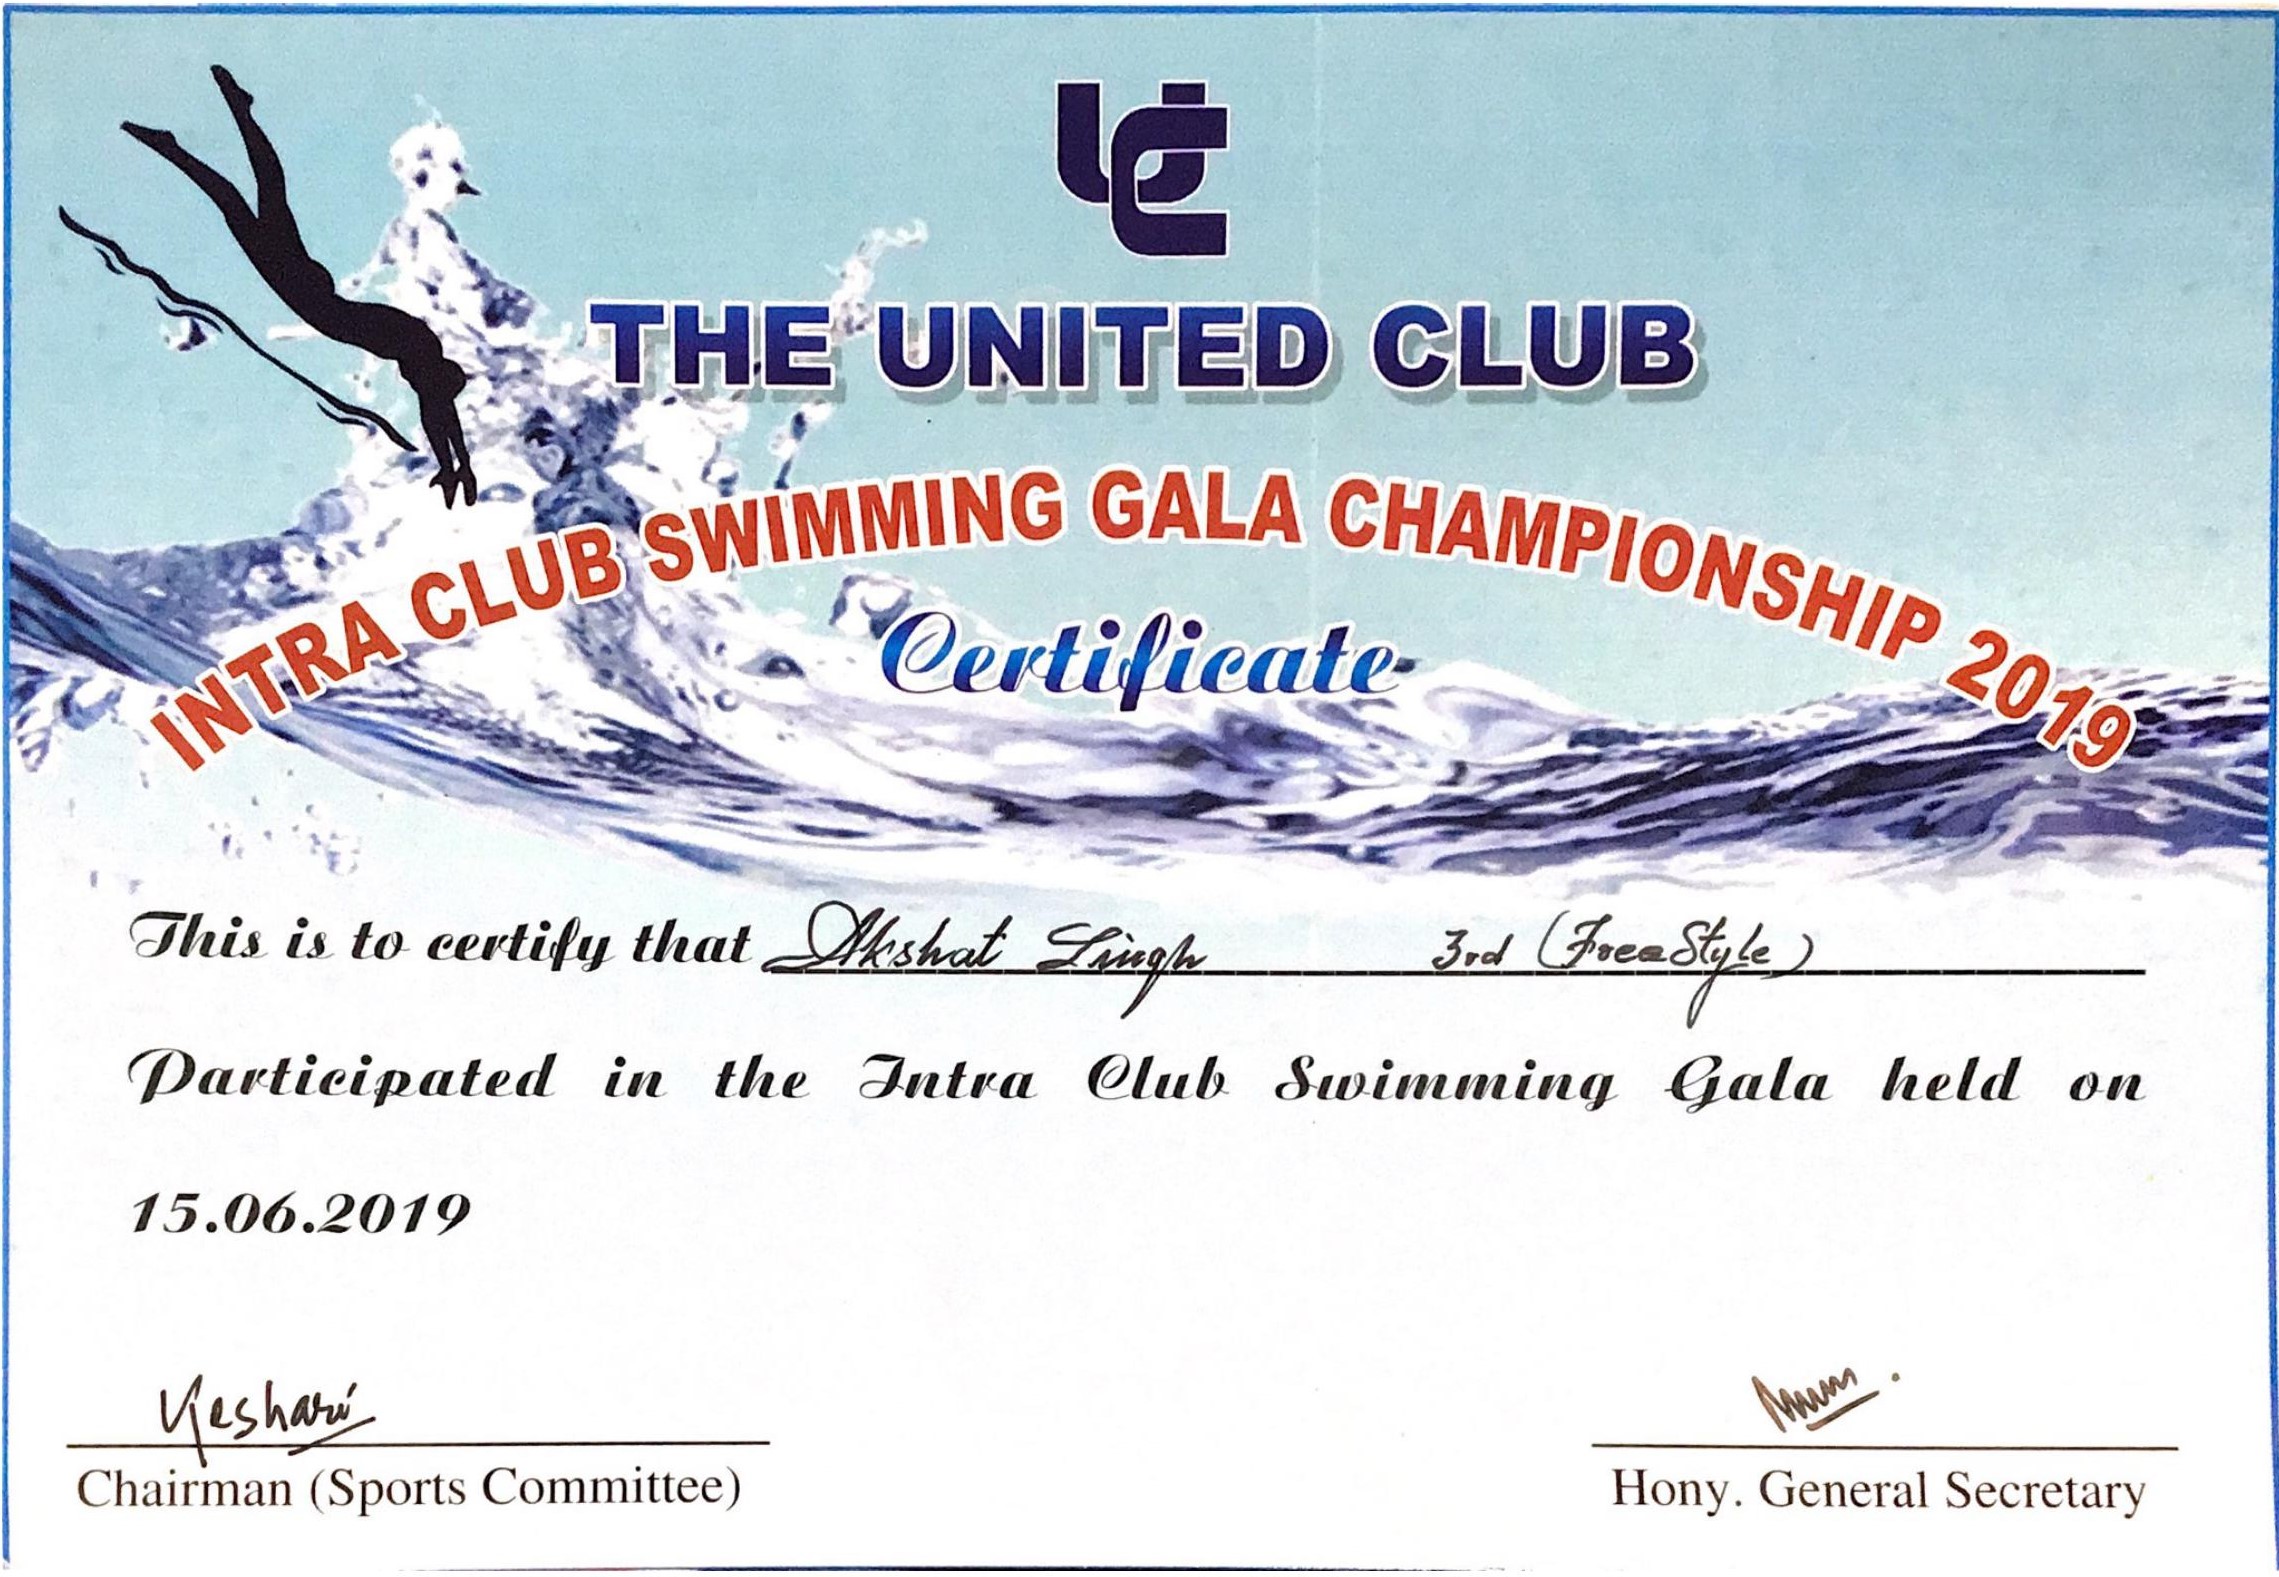 UC
THE UNITED CLUB
INTRA CLUB SWIMMING GALA CHAMPIONSHIP 2019
Certificate
This is to certify that Akshat Singh 3rd (FreeStyle)
Participated in the Intra Club Swimming Gala held on
15.06.2019
Chairman (Sports Committee)
Hony. General Secretary